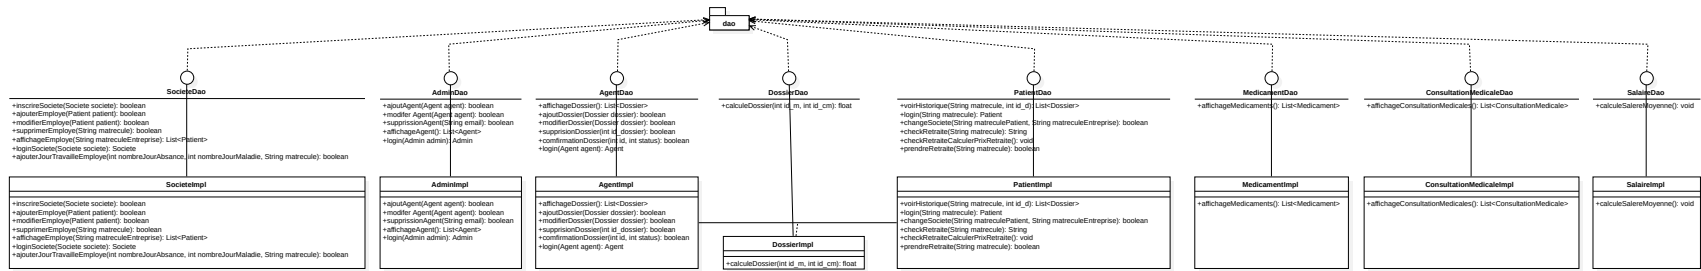 dao
SocieteDao
+inscrireSociete(Societe societe): boolean
+ajouterEmploye(Patient patient): boolean
+modifierEmploye(Patient patient): boolean
+supprimerEmploye(String matrecule): boolean
+affichageEmploye(String matreculeEntreprise): List<Patient>
+loginSociete(Societe societe): Societe
+ajouterJourTravailleEmploye(int nombreJourAbsance, int nombreJourMaladie, String matrecule): boolean
AdminDao
+ajoutAgent(Agent agent): boolean
+modifer Agent(Agent agent): boolean
+supprissionAgent(String email): boolean
+affichageAgent(): List<Agent>
+login(Admin admin): Admin
AgentDao
+affichageDossier(): List<Dossier>
+ajoutDossier(Dossier dossier): boolean
+modifierDossier(Dossier dossier): boolean
+supprisionDossier(int id_dossier): boolean
+comfirmationDossier(int id, int status): boolean
+login(Agent agent): Agent
DossierDao
+calculeDossier(int id_m, int id_cm): float
PatientDao
+voirHistorique(String matrecule, int id_d): List<Dossier>
+login(String matrecule): Patient
+changeSociete(String matreculePatient, String matreculeEntreprise): boolean
+checkRetraite(String matrecule): String
+checkRetraiteCalculerPrixRetraite(): void
+prendreRetraite(String matrecule): boolean
MedicamentDao
+affichageMedicaments(): List<Medicament>
ConsultationMedicaleDao
+affichageConsultationMedicales(): List<ConsultationMedicale>
SalaireDao
+calculeSalereMoyenne(): void
SocieteImpl
+inscrireSociete(Societe societe): boolean
+ajouterEmploye(Patient patient): boolean
+modifierEmploye(Patient patient): boolean
+supprimerEmploye(String matrecule): boolean
+affichageEmploye(String matreculeEntreprise): List<Patient>
+loginSociete(Societe societe): Societe
+ajouterJourTravailleEmploye(int nombreJourAbsance, int nombreJourMaladie, String matrecule): boolean
AdminImpl
+ajoutAgent(Agent agent): boolean
+modifer Agent(Agent agent): boolean
+supprissionAgent(String email): boolean
+affichageAgent(): List<Agent>
+login(Admin admin): Admin
AgentImpl
+affichageDossier(): List<Dossier>
+ajoutDossier(Dossier dossier): boolean
+modifierDossier(Dossier dossier): boolean
+supprisionDossier(int id_dossier): boolean
+comfirmationDossier(int id, int status): boolean
+login(Agent agent): Agent
DossierImpl
+calculeDossier(int id_m, int id_cm): float
PatientImpl
+voirHistorique(String matrecule, int id_d): List<Dossier>
+login(String matrecule): Patient
+changeSociete(String matreculePatient, String matreculeEntreprise): boolean
+checkRetraite(String matrecule): String
+checkRetraiteCalculerPrixRetraite(): void
+prendreRetraite(String matrecule): boolean
MedicamentImpl
+affichageMedicaments(): List<Medicament>
ConsultationMedicaleImpl
+affichageConsultationMedicales(): List<ConsultationMedicale>
SalaireImpl
+calculeSalereMoyenne(): void